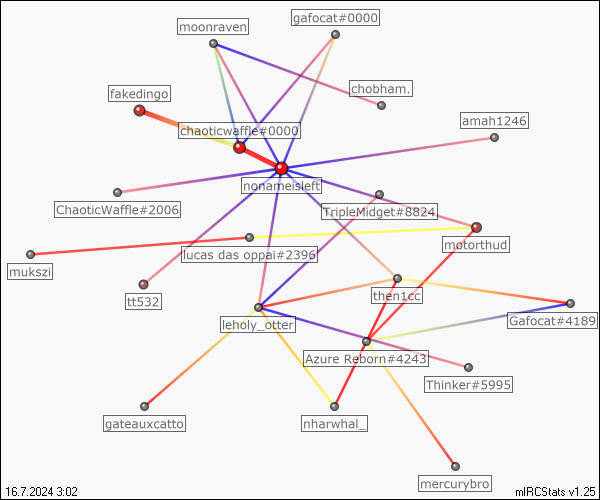 gafocat#0000
moonraven
chobham.
fakedingo
amah1246
chaoticwaffle#0000
nonameisleft
ChaoticWaffle#2006
TripleMidget#8824
motorthud
lucas das oppai#2396
mukszi
tt532
then1cc
leholy_otter
Gafocat#4189
Azure Reborn#4243
Thinker#5995
gateauxcatto
nharwhal_
mercurybro
16.7.2024 3:02
mIRCStats v1.25